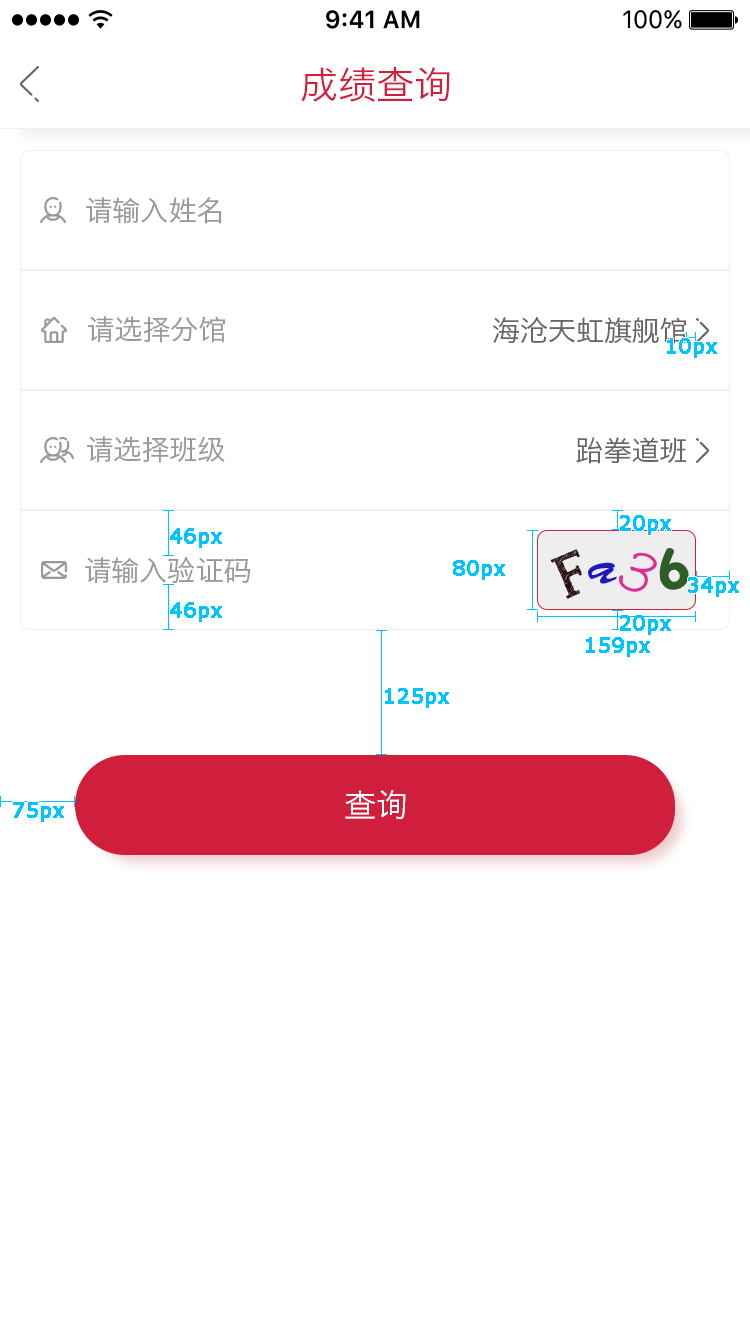 9:41 AM
100%
成绩查询
请输入姓名
请选择分馆
海沧天虹旗舰馆
10px
请选择班级
跆拳道班
46px
20px
请输入验证码
80px
Fa36
34px
46px
20px
159px
125px
75px
查询